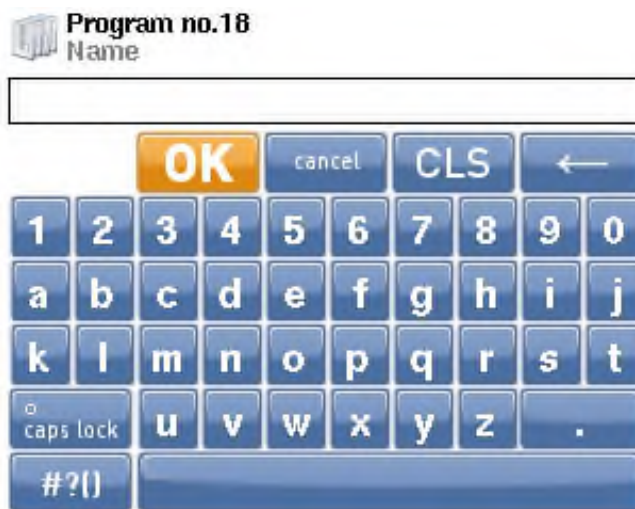 Program no.18
Name
OK cancel CLS ←
1 2 3 4 5 6 7 8 9 0
a b c d e f g h i j
k l m n o p q r s t
caps lock u v w x y z .
#?()